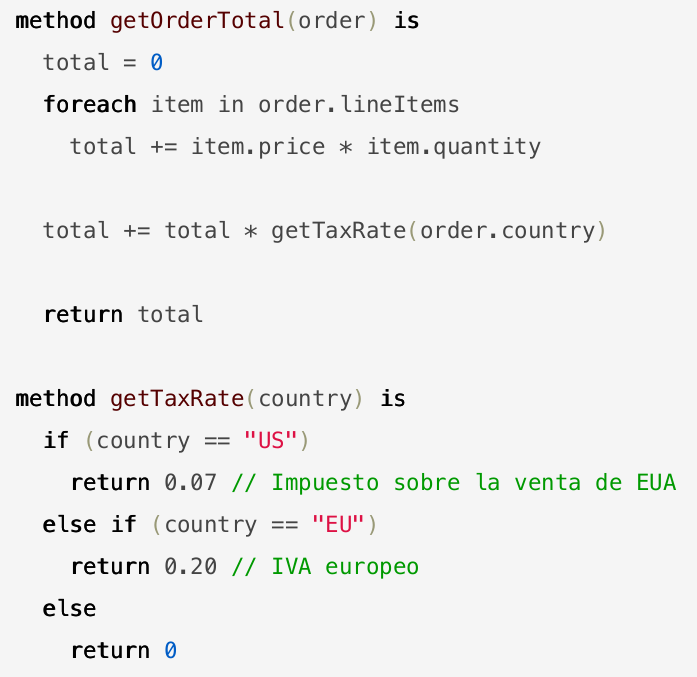 method getOrderTotal(order) is
total = 0
foreach item in order.lineItems
total += item.price * item.quantity
total += total * getTaxRate(order.country)
return total
method getTaxRate(country) is
if (country == "US")
return 0.07 // Impuesto sobre la venta de EUA
else if (country == "EU")
return 0.20 // IVA europeo
else
return 0